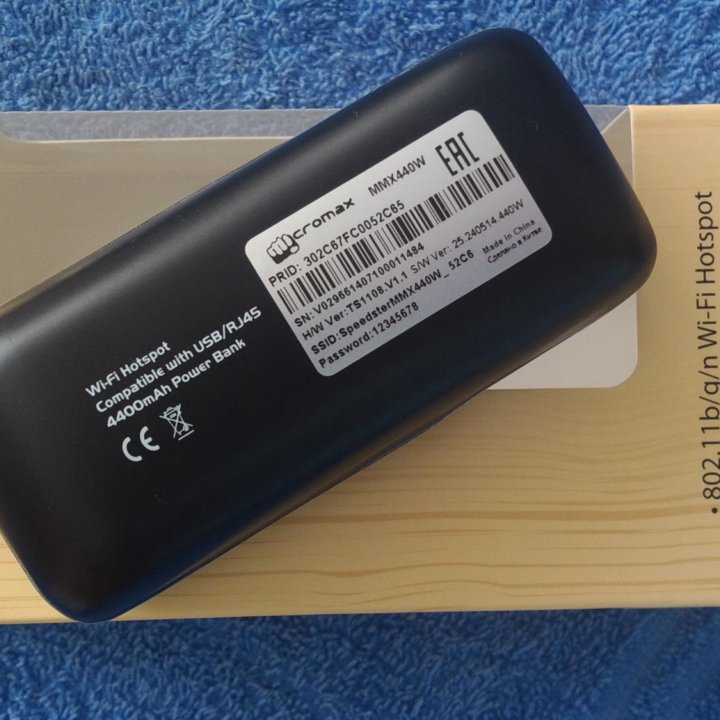 micromax MMX440W EAC
PRID: 302C67FC0052C65
SN:V029661407100011484
H/W Ver:TS1108.V1.1 S/W Ver: 25.240514.440W
SSID:SpeedsterMMX440W_52C6
Password:12345678
Made in China
Сделано в Китае
Wi-Fi Hotspot
Compatible with USB/RJ45
4400mAh Power Bank
CE
• 802.11b/g/n Wi-Fi Hotspot